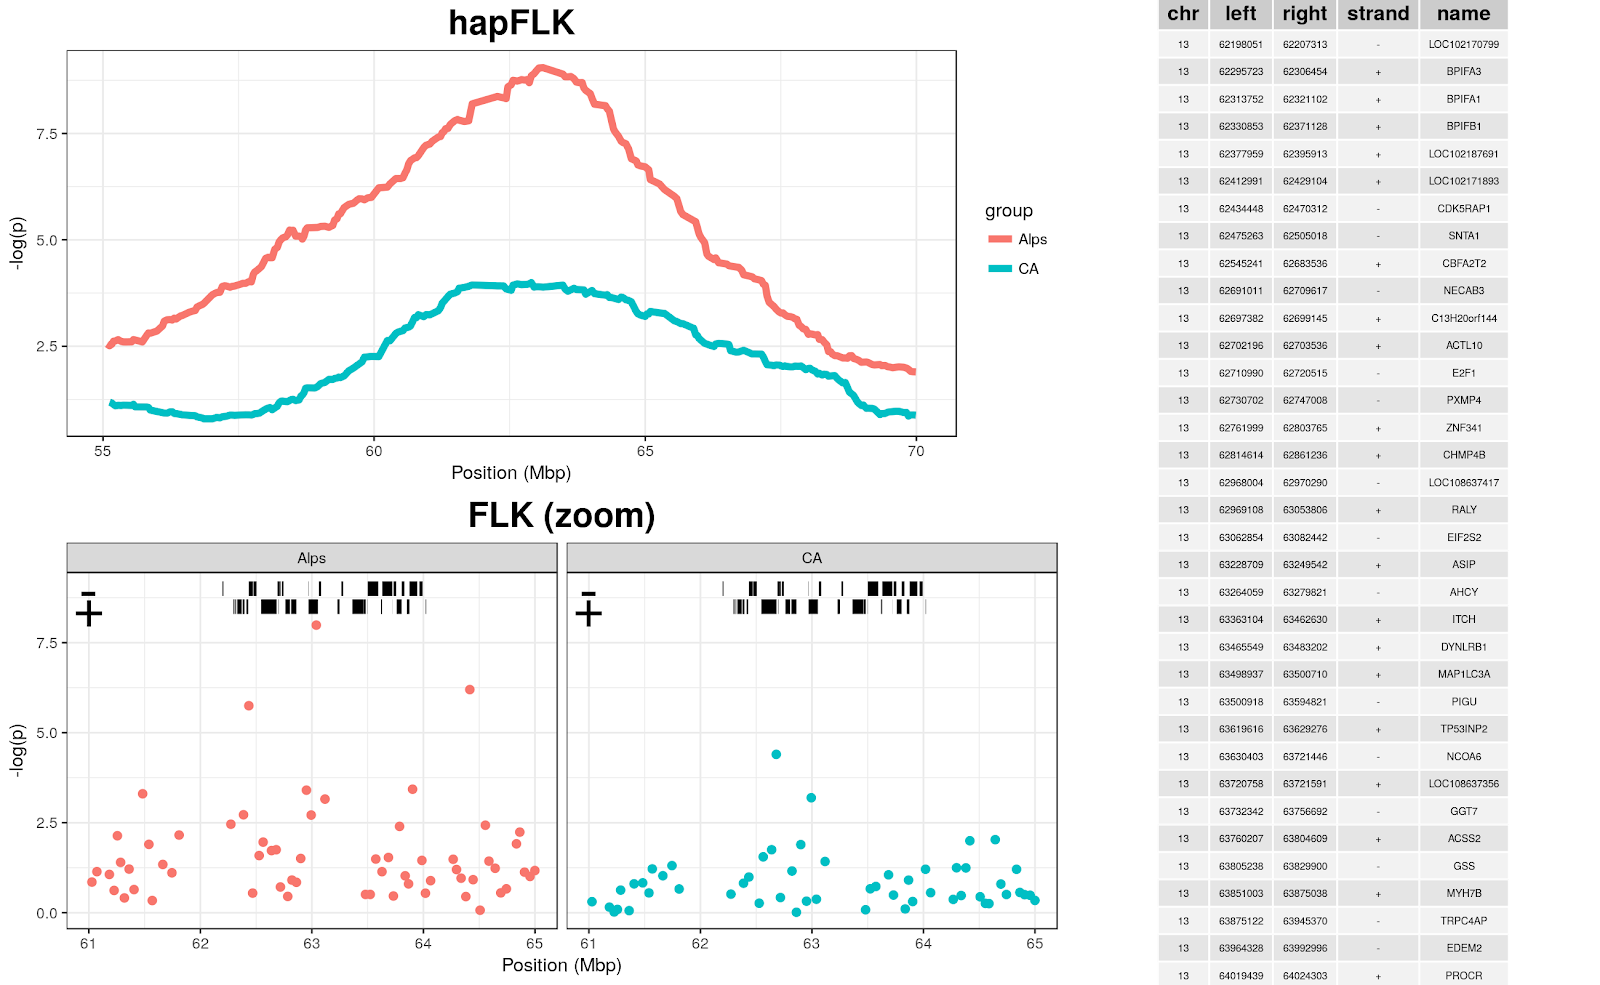 hapFLK
7.5
5.0
2.5
-log(p)
55
60
65
70
Position (Mbp)
group
Alps
CA
FLK (zoom)
Alps
CA
-
+
-
+
7.5
5.0
2.5
0.0
-log(p)
61
62
63
64
65
61
62
63
64
65
Position (Mbp)
chr left right strand name
13 62198051 62207313 - LOC102170799
13 62295723 62306454 + BPIFA3
13 62313752 62321102 + BPIFA1
13 62330853 62371128 + BPIFB1
13 62377959 62395913 + LOC102187691
13 62412991 62429104 + LOC102171893
13 62434448 62470312 - CDK5RAP1
13 62475263 62505018 - SNTA1
13 62545241 62683536 + CBFA2T2
13 62691011 62709617 - NECAB3
13 62697382 62699145 + C13H20orf144
13 62702196 62703536 + ACTL10
13 62710990 62720515 - E2F1
13 62730702 62747008 - PXMP4
13 62761999 62803765 + ZNF341
13 62814614 62861236 + CHMP4B
13 62968004 62970290 - LOC108637417
13 62969108 63053806 + RALY
13 63062854 63082442 - EIF2S2
13 63228709 63249542 + ASIP
13 63264059 63279821 - AHCY
13 63363104 63462630 + ITCH
13 63465549 63483202 + DYNLRB1
13 63498937 63500710 + MAP1LC3A
13 63500918 63594821 - PIGU
13 63619616 63629276 + TP53INP2
13 63630403 63721446 - NCOA6
13 63720758 63721591 + LOC108637356
13 63732342 63756692 - GGT7
13 63760207 63804609 + ACSS2
13 63805238 63829900 - GSS
13 63851003 63875038 + MYH7B
13 63875122 63945370 - TRPC4AP
13 63964328 63992996 - EDEM2
13 64019439 64024303 + PROCR